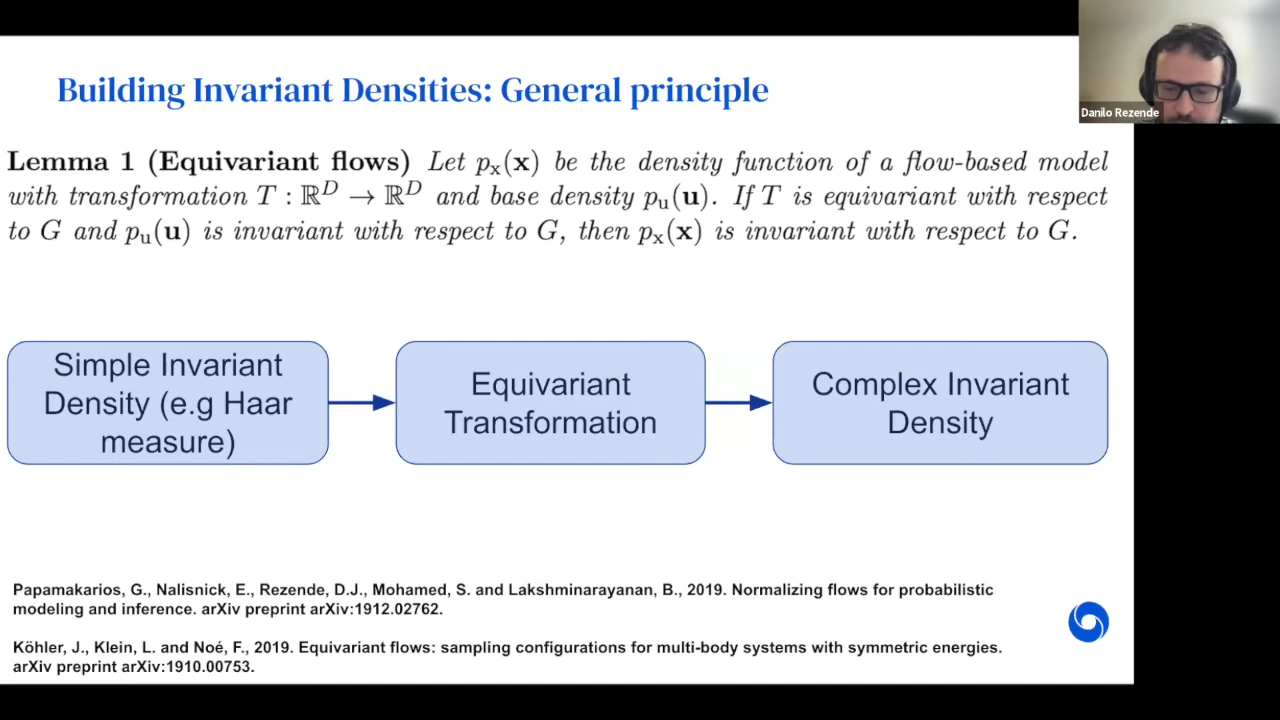 Building Invariant Densities: General principle
Danilo Rezende
Lemma 1 (Equivariant flows) Let pₓ(x) be the density function of a flow-based model
with transformation T : ℝᴰ → ℝᴰ and base density pᵤ(u). If T is equivariant with respect
to G and pᵤ(u) is invariant with respect to G, then pₓ(x) is invariant with respect to G.
Simple Invariant
Density (e.g Haar
measure)
Equivariant
Transformation
Complex Invariant
Density
Papamakarios, G., Nalisnick, E., Rezende, D.J., Mohamed, S. and Lakshminarayanan, B., 2019. Normalizing flows for probabilistic
modeling and inference. arXiv preprint arXiv:1912.02762.
Köhler, J., Klein, L. and Noé, F., 2019. Equivariant flows: sampling configurations for multi-body systems with symmetric energies.
arXiv preprint arXiv:1910.00753.